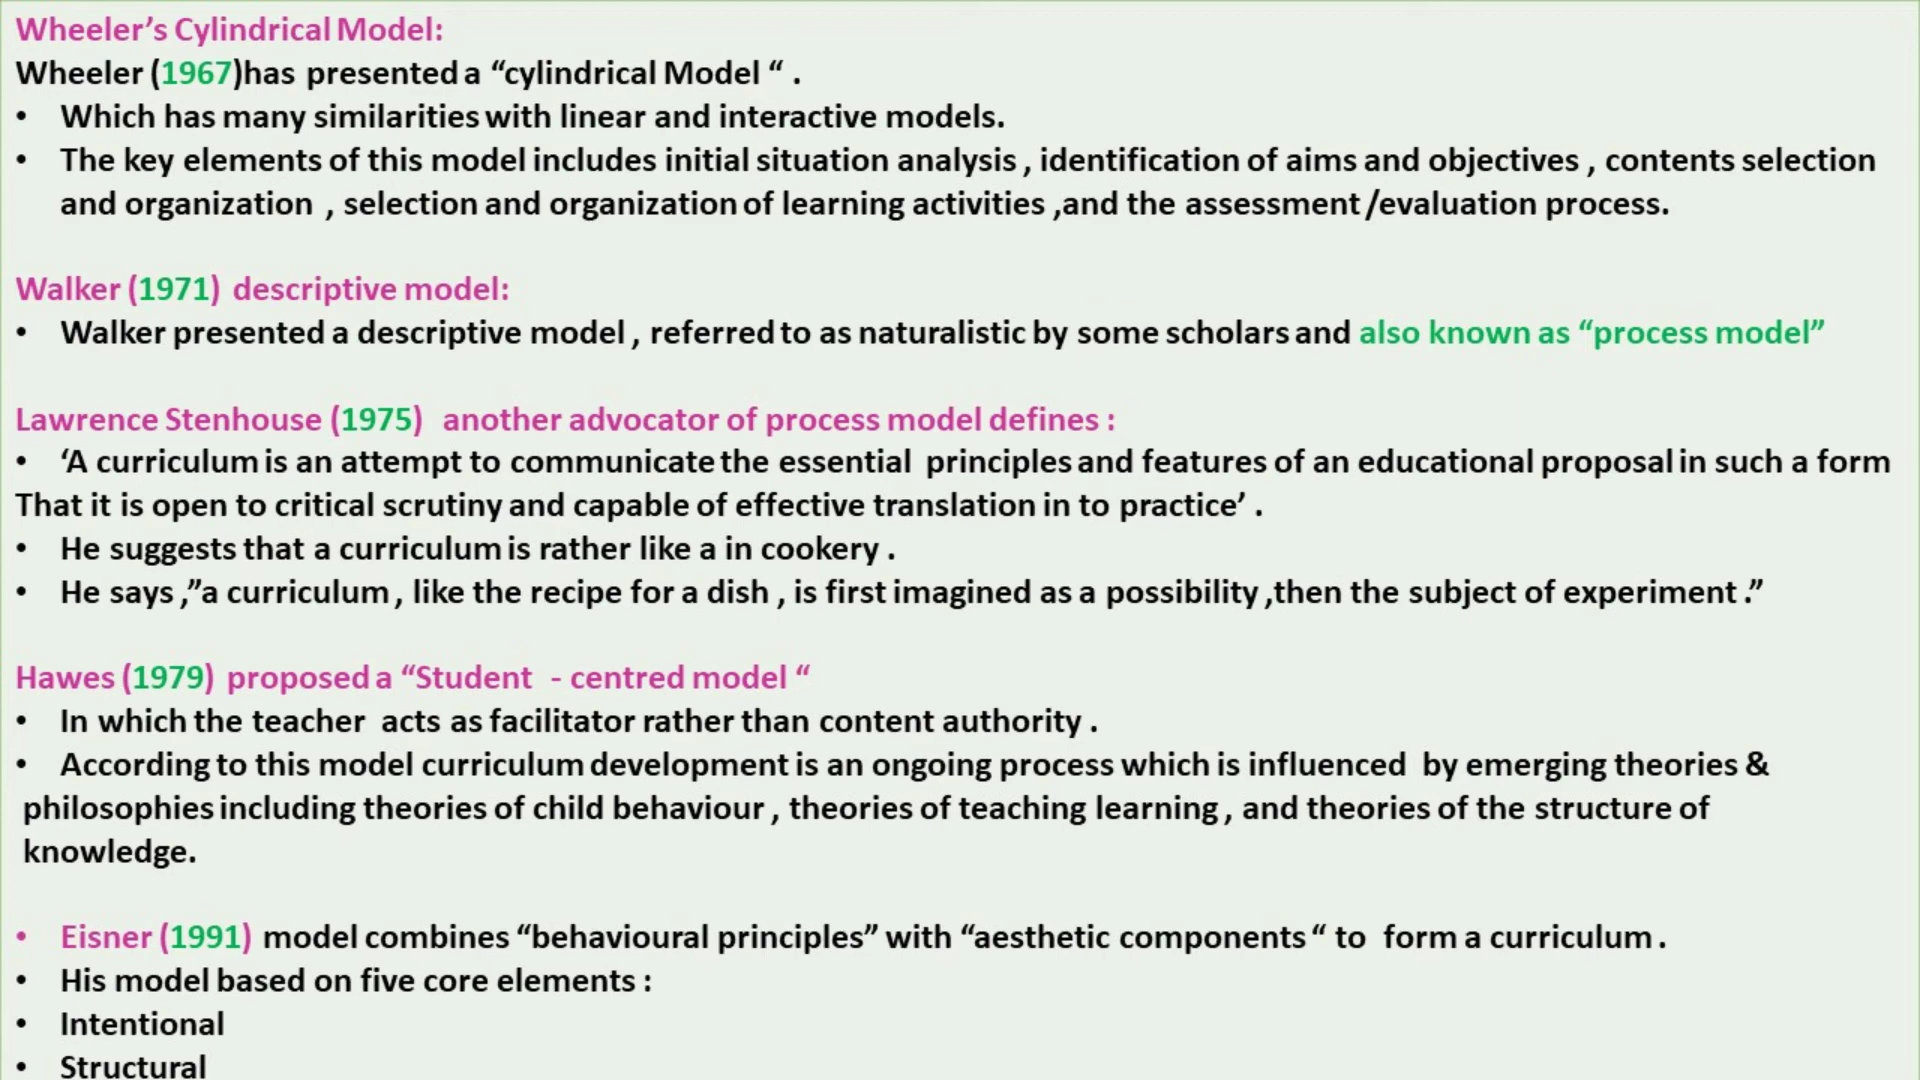 Wheeler’s Cylindrical Model:
Wheeler (1967)has presented a “cylindrical Model “ .
• Which has many similarities with linear and interactive models.
• The key elements of this model includes initial situation analysis , identification of aims and objectives , contents selection
and organization , selection and organization of learning activities ,and the assessment /evaluation process.
Walker (1971) descriptive model:
• Walker presented a descriptive model , referred to as naturalistic by some scholars and also known as “process model”
Lawrence Stenhouse (1975) another advocator of process model defines :
• ‘A curriculum is an attempt to communicate the essential principles and features of an educational proposal in such a form
That it is open to critical scrutiny and capable of effective translation in to practice’ .
• He suggests that a curriculum is rather like a in cookery .
• He says ,”a curriculum , like the recipe for a dish , is first imagined as a possibility ,then the subject of experiment .”
Hawes (1979) proposed a “Student - centred model “
• In which the teacher acts as facilitator rather than content authority .
• According to this model curriculum development is an ongoing process which is influenced by emerging theories &
philosophies including theories of child behaviour , theories of teaching learning , and theories of the structure of
knowledge.
• Eisner (1991) model combines “behavioural principles” with “aesthetic components “ to form a curriculum .
• His model based on five core elements :
• Intentional
• Structural